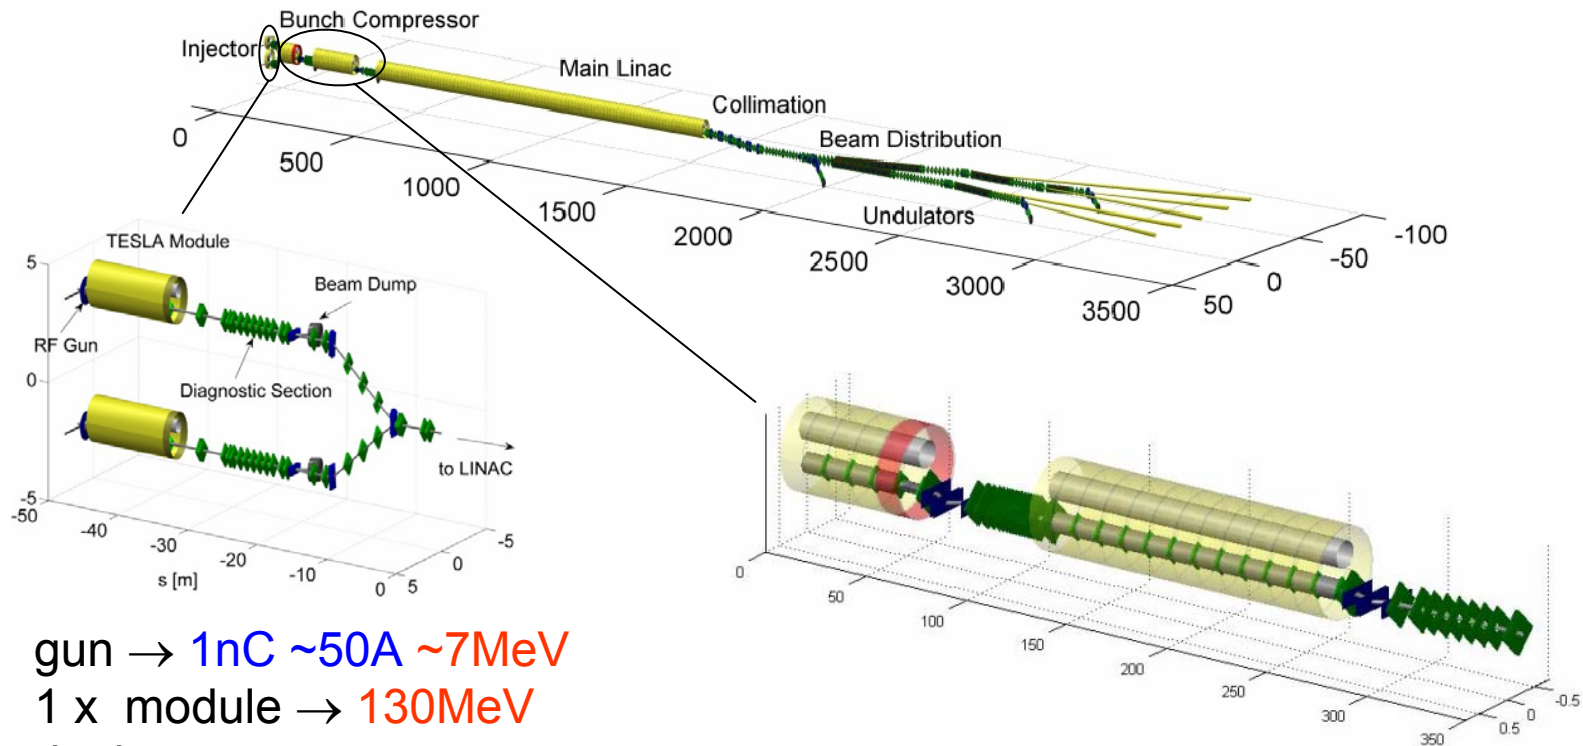 Bunch Compressor
Injector
Main Linac
Collimation
Beam Distribution
Undulators
0
500
1000
1500
2000
2500
3000
3500
50
0
-50
-100
TESLA Module
Beam Dump
RF Gun
Diagnostic Section
to LINAC
5
0
-5
-50
-40
-30
-20
-10
0
5
0
-5
s [m]
0
50
100
150
200
250
300
350
0.5
0
-0.5
gun → 1nC ~50A ~7MeV
1 x module → 130MeV